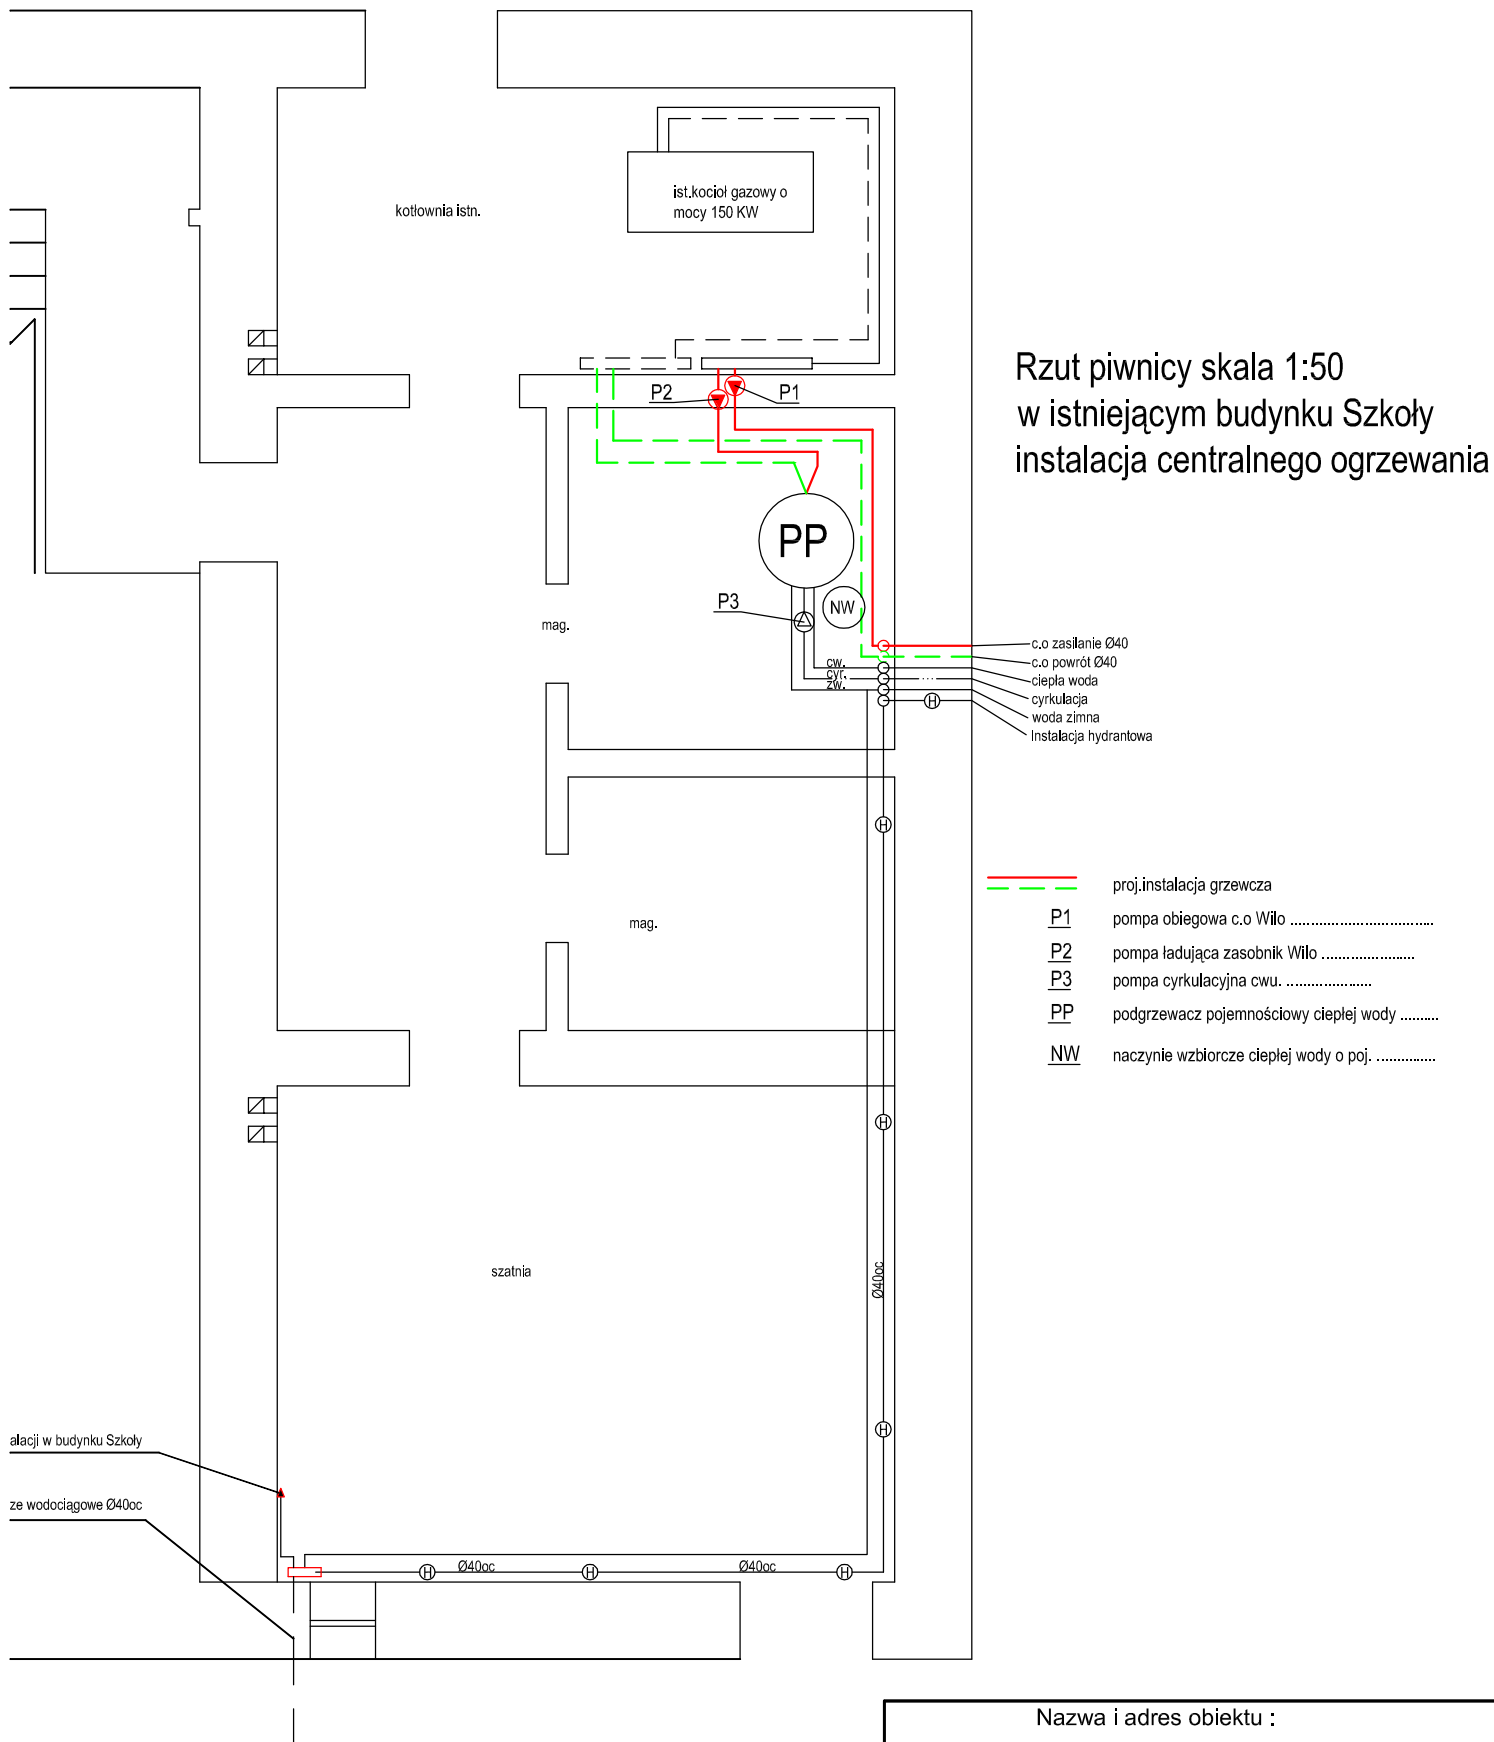 ist.kocioł gazowy o
mocy 150 KW
kotłownia istn.
Rzut piwnicy skala 1:50
w istniejącym budynku Szkoły
instalacja centralnego ogrzewania
P2
P1
PP
P3
NW
mag.
cw.
cyr.
zw.
c.o zasilanie Ø40
c.o powrót Ø40
ciepła woda
cyrkulacja
woda zimna
Instalacja hydrantowa
H
H
proj.instalacja grzewcza
P1 pompa obiegowa c.o Wilo ..................................
P2 pompa ładująca zasobnik Wilo ......................
P3 pompa cyrkulacyjna cwu. ....................
PP podgrzewacz pojemnościowy ciepłej wody .........
NW naczynie wzbiorcze ciepłej wody o poj. ..............
mag.
H
szatnia
Ø40oc
H
alacji w budynku Szkoły
ze wodociągowe Ø40oc
H Ø40oc H Ø40oc H
Nazwa i adres obiektu :